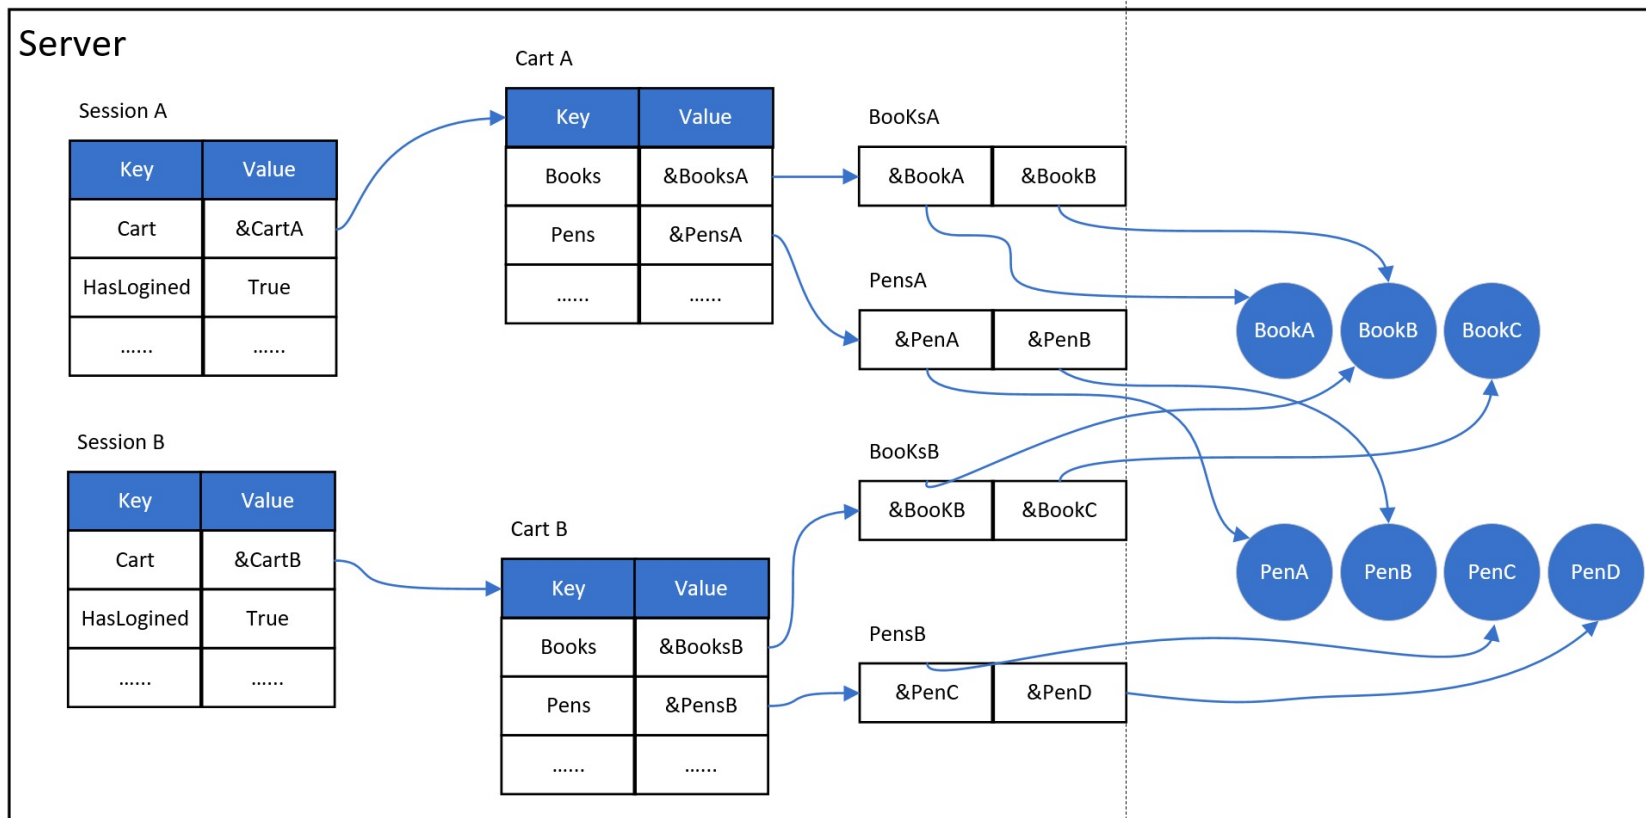 Server
Session A
Key Value
Cart &CartA
HasLogined True
...... ......
Cart A
Key Value
Books &BooksA
Pens &PensA
...... ......
BooKsA
&BookA &BookB
PensA
&PenA &PenB
BookA BookB BookC
Session B
Key Value
Cart &CartB
HasLogined True
...... ......
Cart B
Key Value
Books &BooksB
Pens &PensB
...... ......
BooKsB
&BooKB &BookC
PensB
&PenC &PenD
PenA PenB PenC PenD